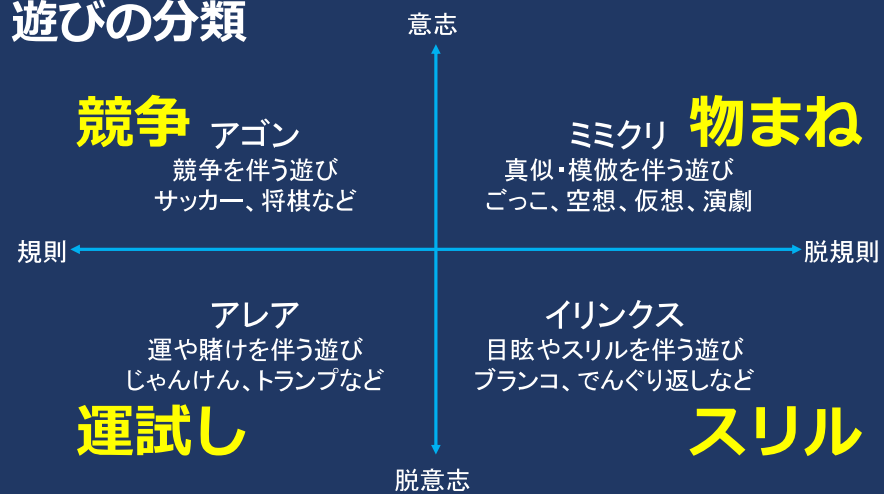 遊びの分類
意志
競争
アゴン
競争を伴う遊び
サッカー、将棋など
ミミクリ
物まね
真似・模倣を伴う遊び
ごっこ、空想、仮想、演劇
規則
脱規則
アレア
運や賭けを伴う遊び
じゃんけん、トランプなど
運試し
イリンクス
目眩やスリルを伴う遊び
ブランコ、でんぐり返しなど
スリル
脱意志